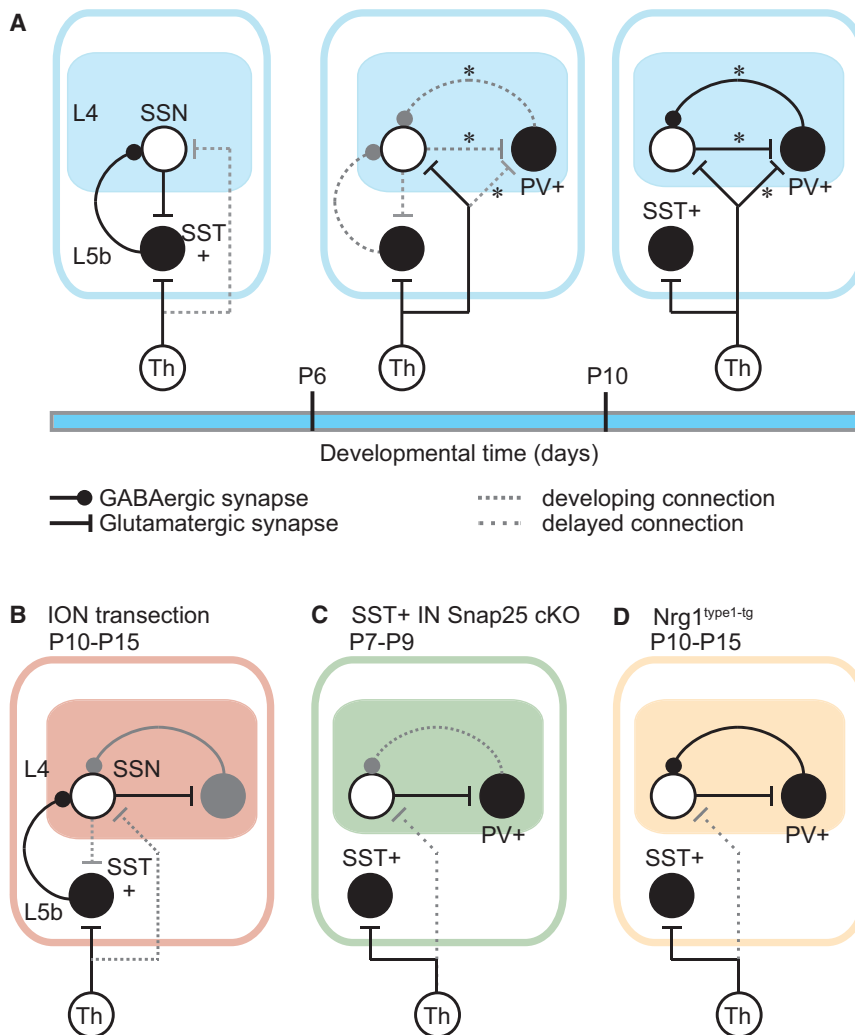 A
L4
SSN
L5b
SST
+
Th
*
*
*
PV+
Th
*
*
*
PV+
SST+
Th
P6
P10
Developmental time (days)
GABAergic synapse
Glutamatergic synapse
developing connection
delayed connection
B ION transection
P10-P15
L4
SSN
SST
+
L5b
Th
C SST+ IN Snap25 cKO
P7-P9
PV+
SST+
Th
D Nrg1type1-tg
P10-P15
PV+
SST+
Th